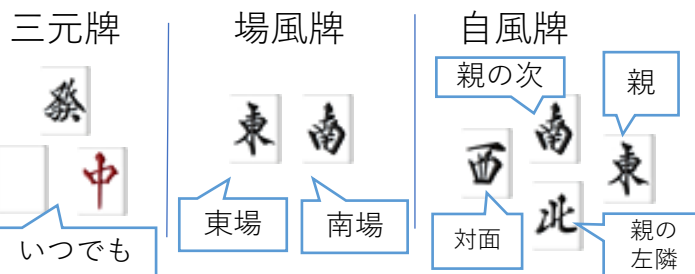 三元牌
發
中
いつでも
場風牌
東
南
東場
南場
自風牌
親の次
親
南
西
東
北
対面
親の
左隣